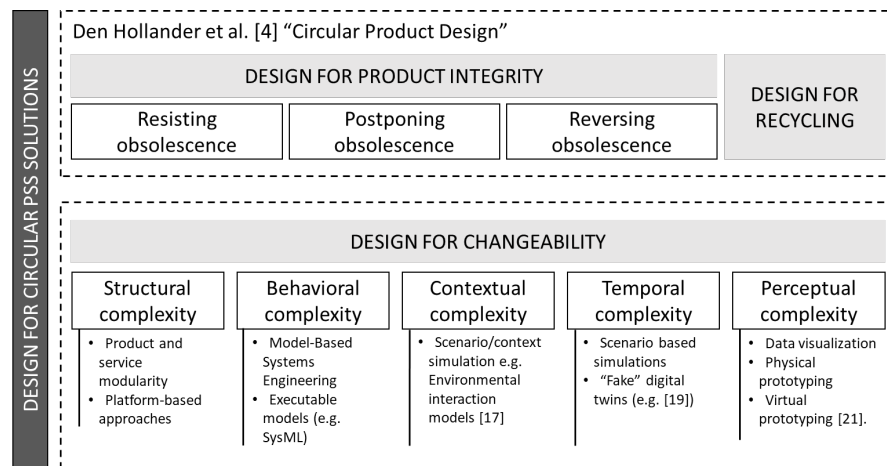 DESIGN FOR CIRCULAR PSS SOLUTIONS
Den Hollander et al. [4] “Circular Product Design”
DESIGN FOR PRODUCT INTEGRITY
Resisting
obsolescence
Postponing
obsolescence
Reversing
obsolescence
DESIGN FOR
RECYCLING
DESIGN FOR CHANGEABILITY
Structural
complexity
• Product and
service
modularity
• Platform-based
approaches
Behavioral
complexity
• Model-Based
Systems
Engineering
• Executable
models (e.g.
SysML)
Contextual
complexity
• Scenario/context
simulation e.g.
Environmental
interaction
models [17]
Temporal
complexity
• Scenario based
simulations
• “Fake” digital
twins (e.g. [19])
Perceptual
complexity
• Data visualization
• Physical
prototyping
• Virtual
prototyping [21].